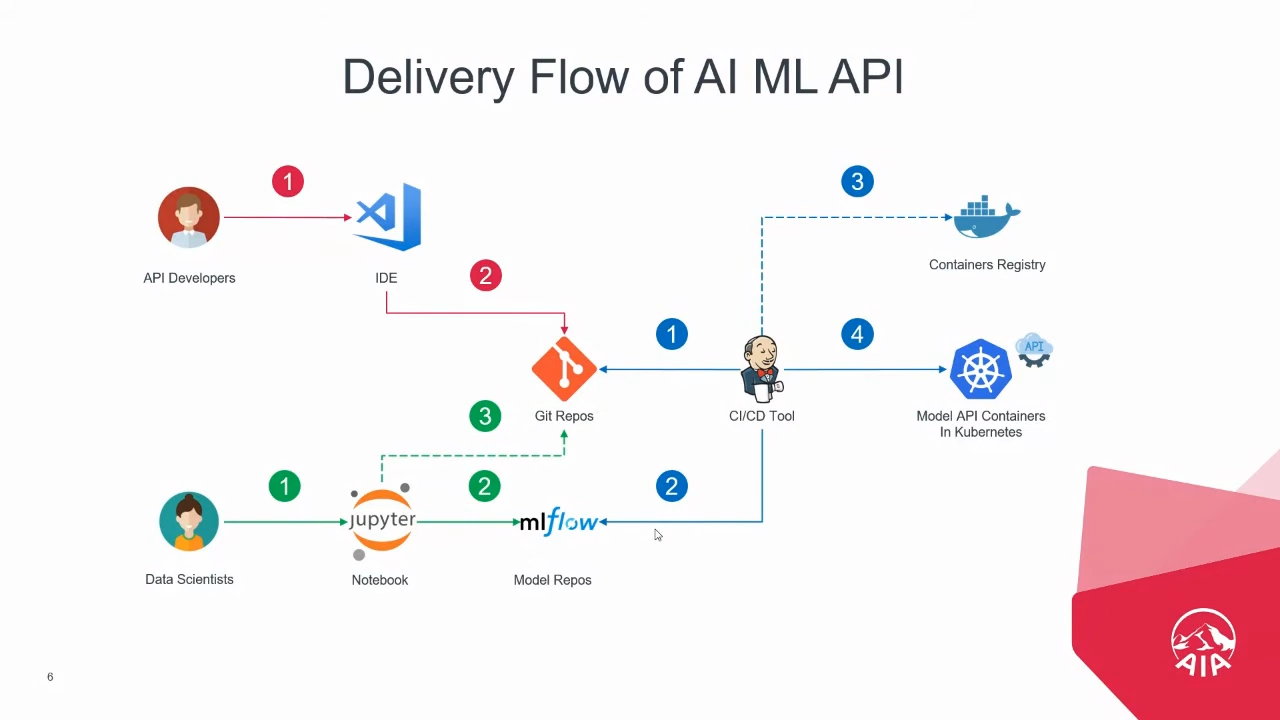 Delivery Flow of AI ML API
1
3
API Developers
IDE
2
Containers Registry
1
4
API
3
Git Repos
CI/CD Tool
Model API Containers
In Kubernetes
1
2
2
jupyter
mlflow
Data Scientists
Notebook
Model Repos
AIA
6